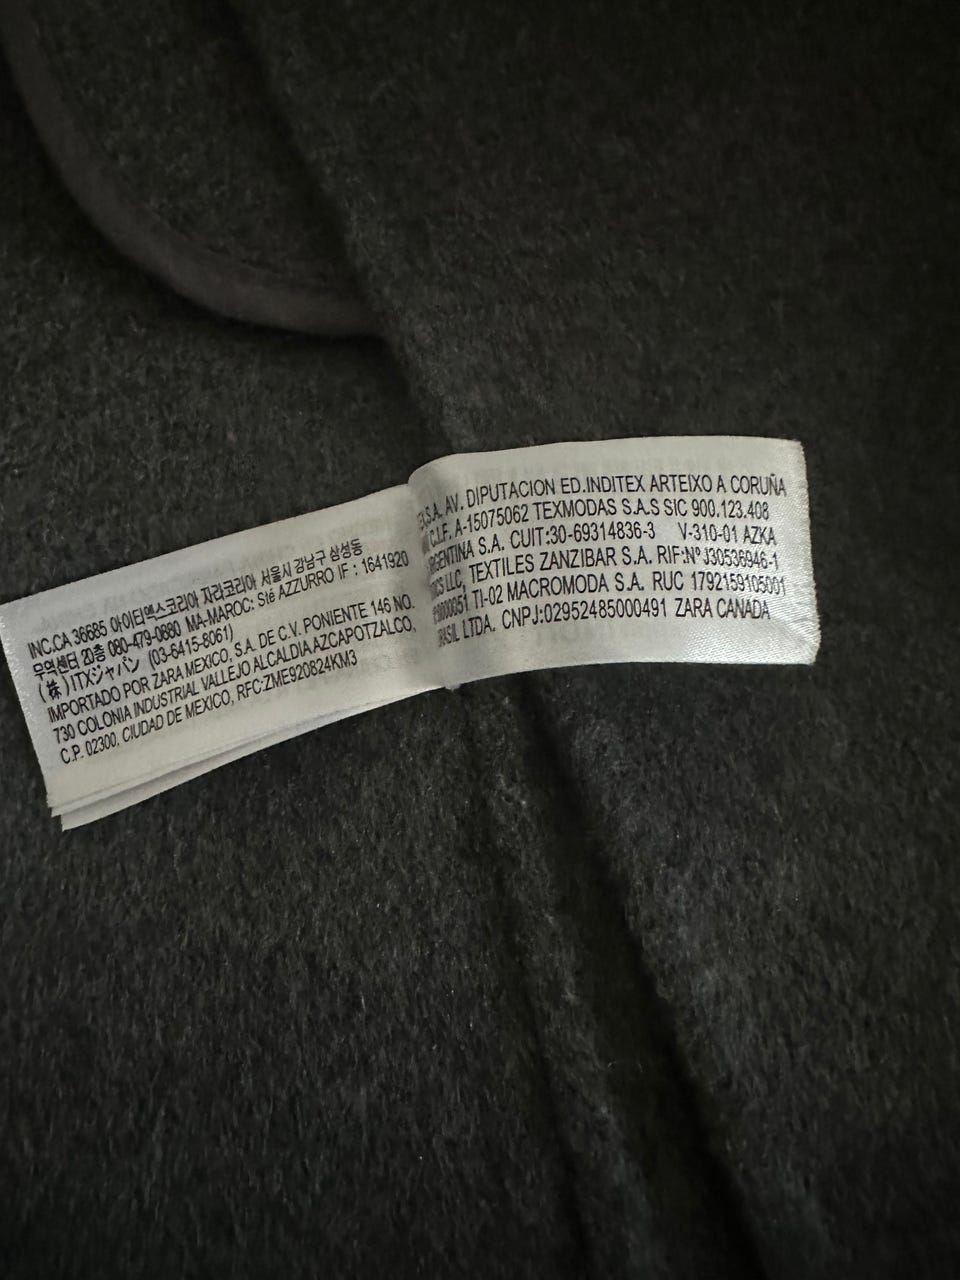 INC.CA 36685 아이티엑스코리아 자라코리아 서울시 강남구 삼성동
무역센터 20층 080-479-0880 MA-MAROC: Sté AZZURRO IF : 1641920
(株)ITXジャパン (03-6415-8061)
IMPORTADO POR ZARA MEXICO, S.A. DE C.V. PONIENTE 146 NO.
730 COLONIA INDUSTRIAL VALLEJO ALCALDIA AZCAPOTZALCO,
C.P. 02300, CIUDAD DE MEXICO, RFC:ZME920824KM3
S.A. AV. DIPUTACION ED.INDITEX ARTEIXO A CORUÑA
C.I.F. A-15075062 TEXMODAS S.A.S SIC 900.123.408
S.A. CUIT:30-69314836-3 V-310-01 AZKA
LLC, TEXTILES ZANZIBAR S.A. RIF:Nº J30536946-1
TI-02 MACROMODA S.A. RUC 1792159105001
LTDA. CNPJ:02952485000491 ZARA CANADA